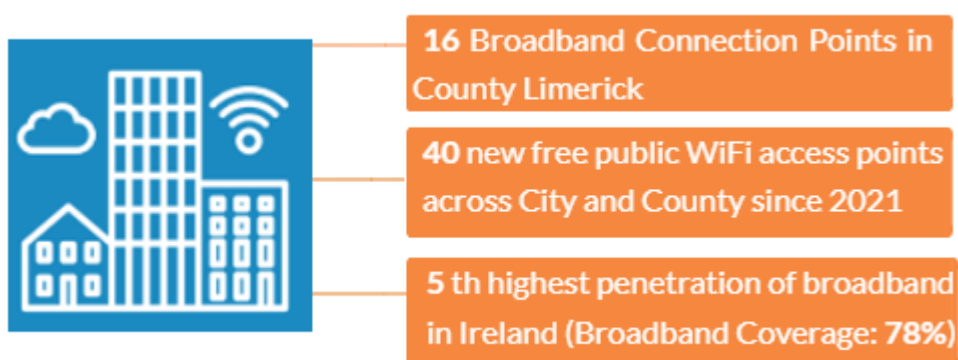 16 Broadband Connection Points in
County Limerick
40 new free public WiFi access points
across City and County since 2021
5 th highest penetration of broadband
in Ireland (Broadband Coverage: 78%)